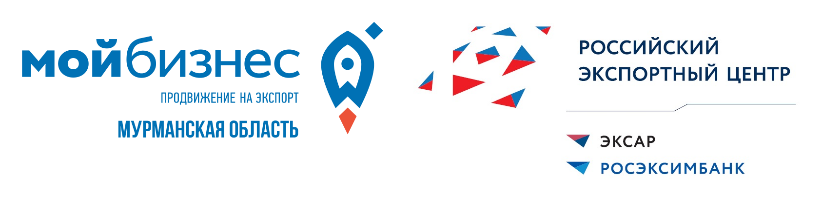 мойбизнес
ПРОДВИЖЕНИЕ НА ЭКСПОРТ
МУРМАНСКАЯ ОБЛАСТЬ
РОССИЙСКИЙ
ЭКСПОРТНЫЙ ЦЕНТР
ЭКСАР
РОСЭКСИМБАНК